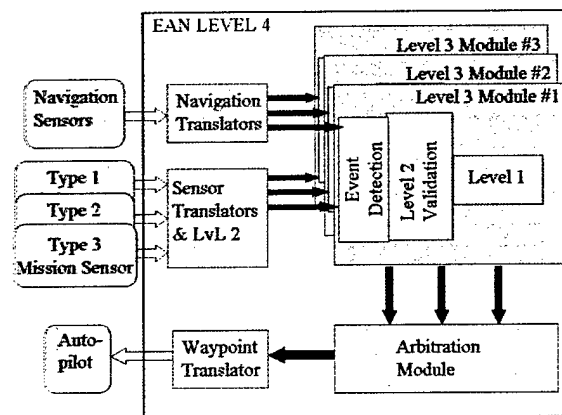 EAN LEVEL 4
Level 3 Module #3
Level 3 Module #2
Level 3 Module #1
Navigation
Sensors
Navigation
Translators
Type 1
Type 2
Type 3
Mission Sensor
Sensor
Translators
& LvL 2
Event
Detection
Level 2
Validation
Level 1
Auto-
pilot
Waypoint
Translator
Arbitration
Module